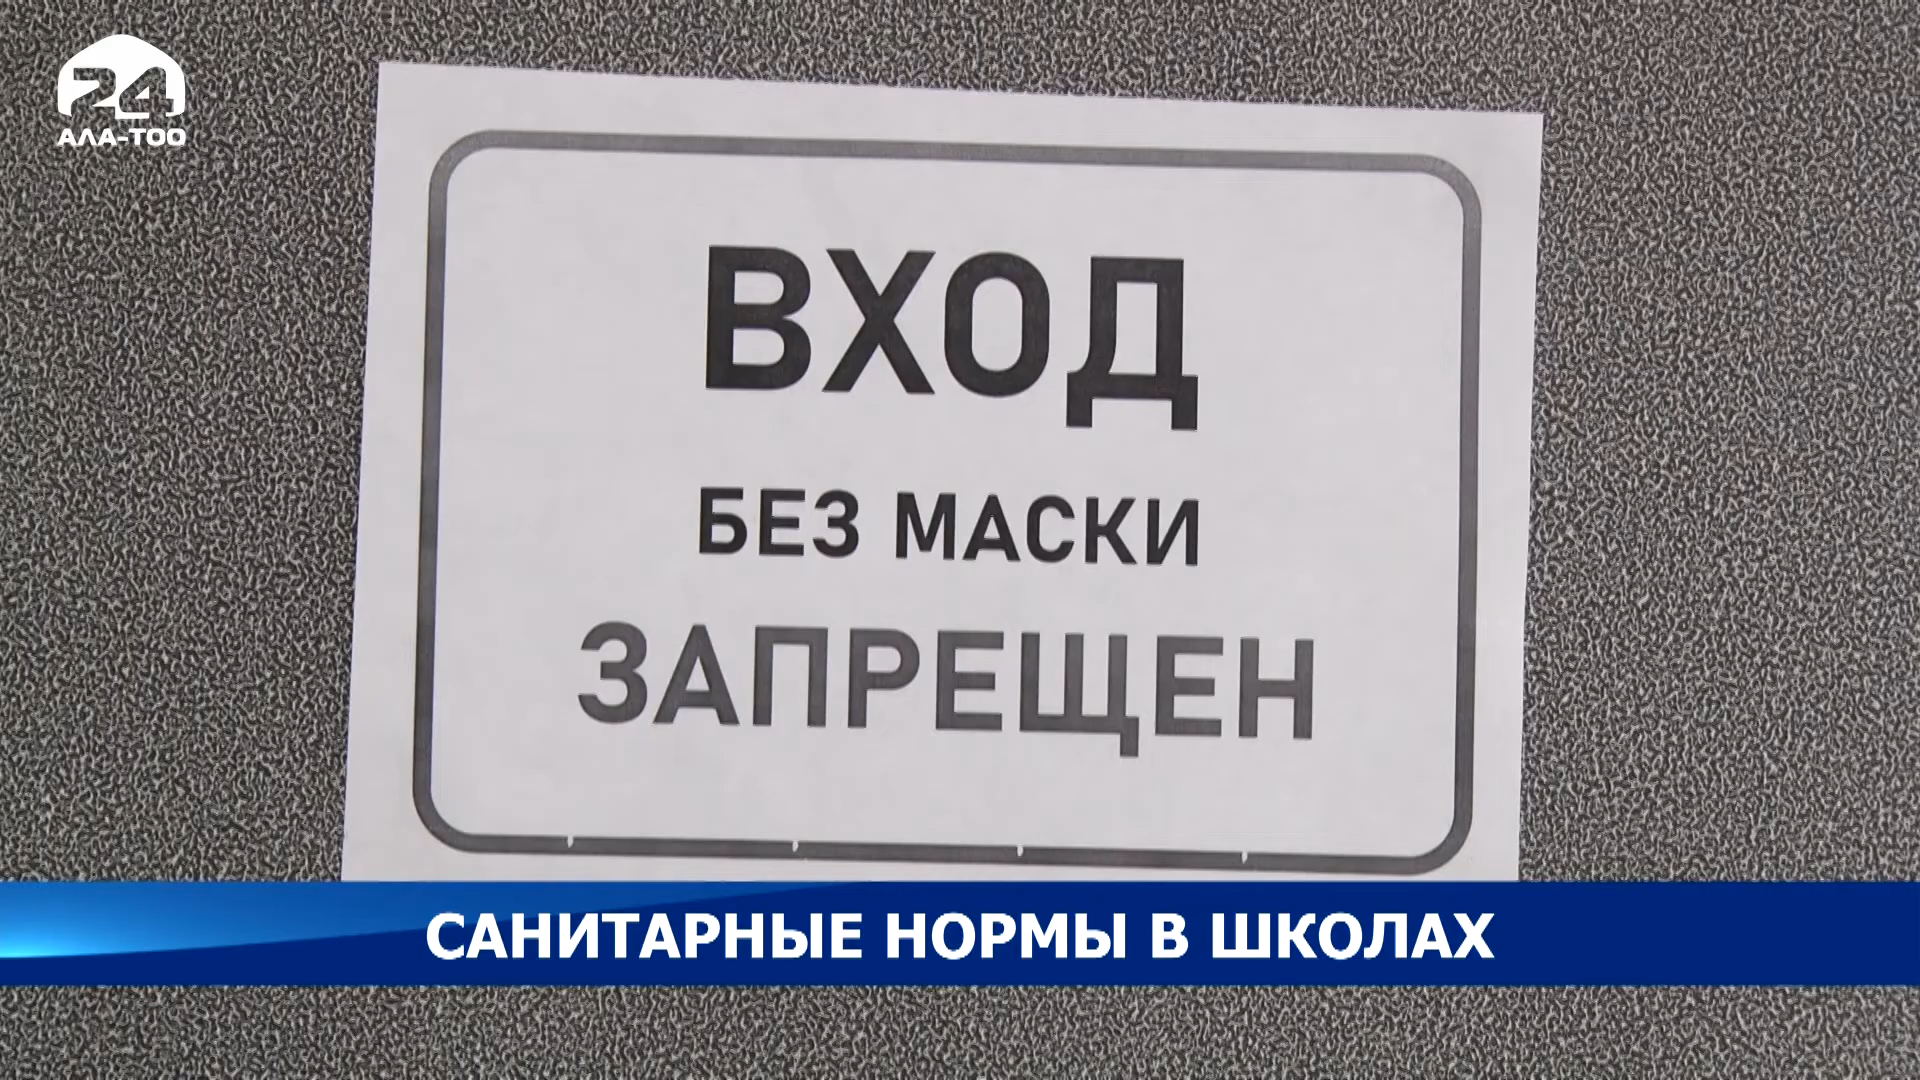 24
АЛА-ТОО
ВХОД
БЕЗ МАСКИ
ЗАПРЕЩЕН
САНИТАРНЫЕ НОРМЫ В ШКОЛАХ